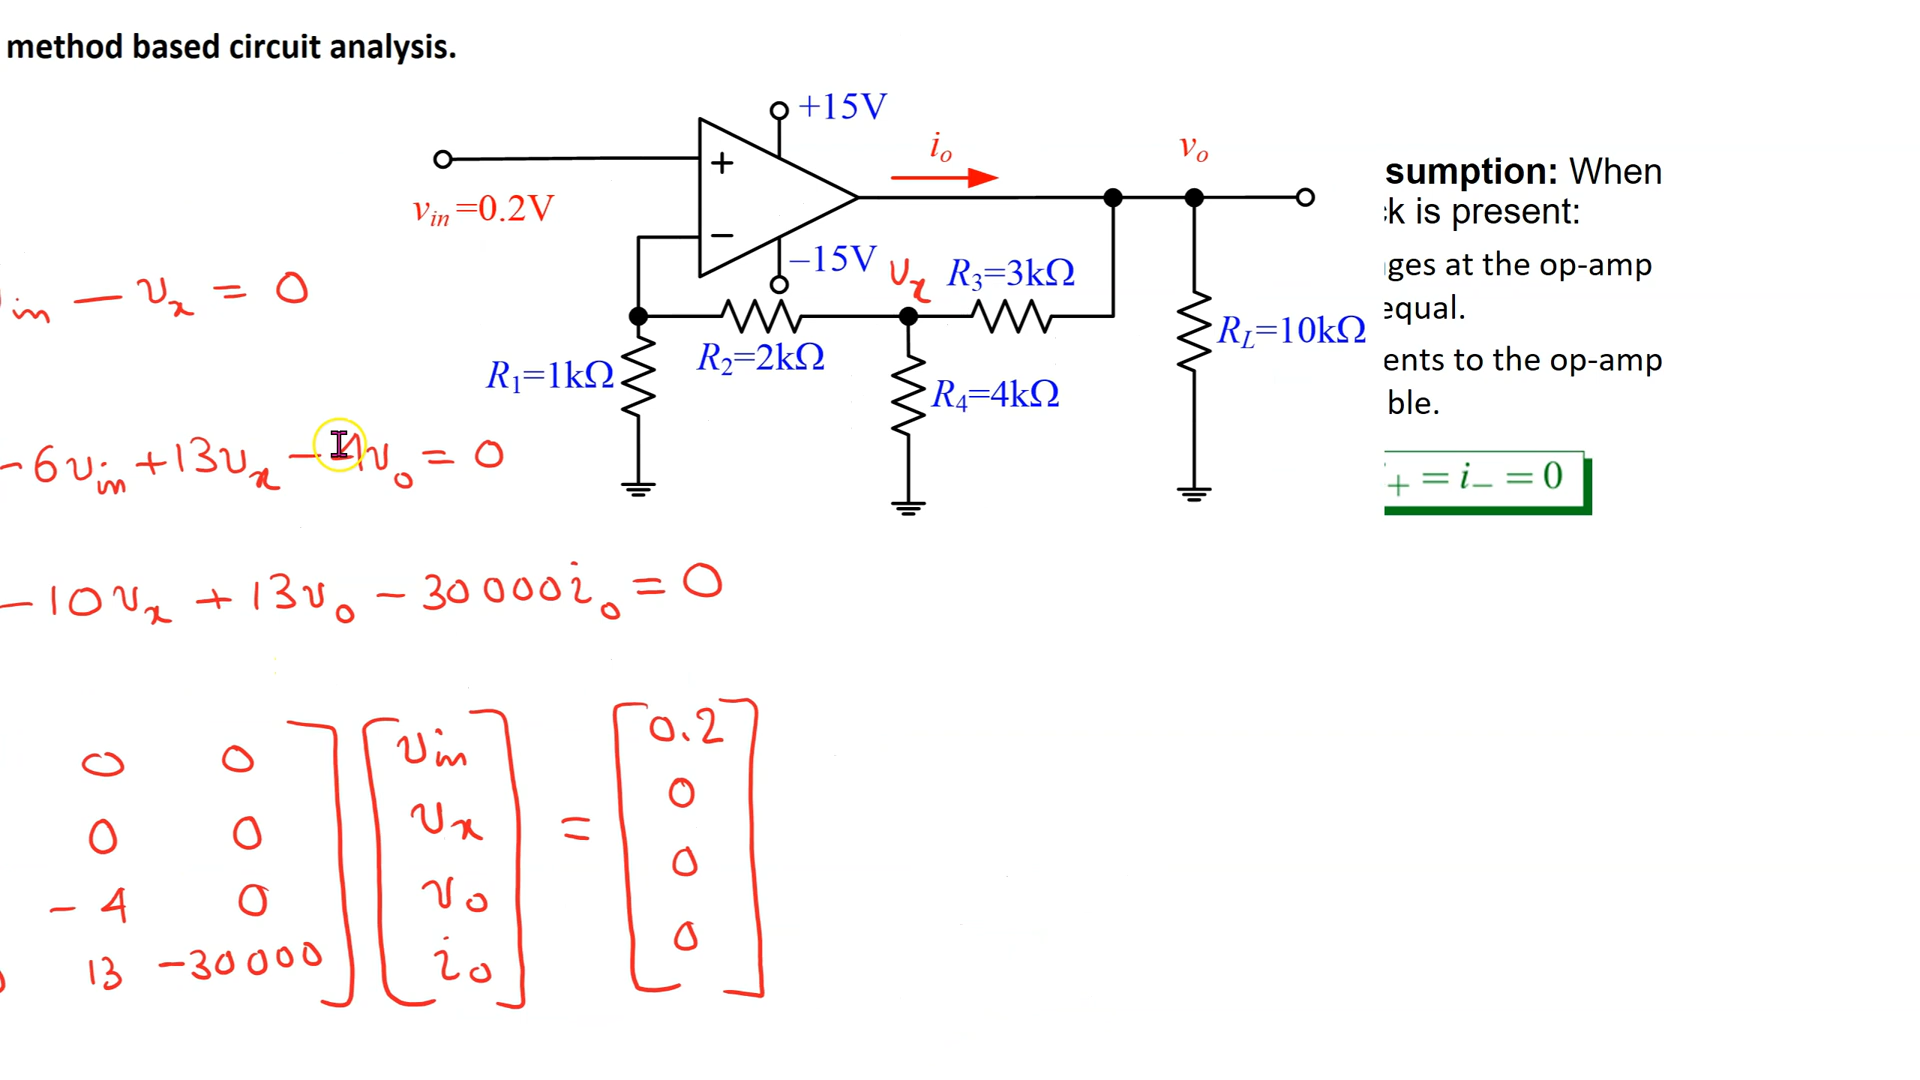 method based circuit analysis.
+15V
i_o
v_o
+
v_in=0.2V
−
−15V
v_x
R_3=3kΩ
R_2=2kΩ
R_1=1kΩ
R_4=4kΩ
R_L=10kΩ
sumption: When
k is present:
ges at the op-amp
equal.
ents to the op-amp
ble.
+ = i_− = 0
in − v_x = 0
−6v_in + 13v_x − 4v_o = 0
−10v_x + 13v_o − 30000i_o = 0
0 0
0 0
−4 0
13 −30000
v_in
v_x
v_o
i_o
=
0.2
0
0
0